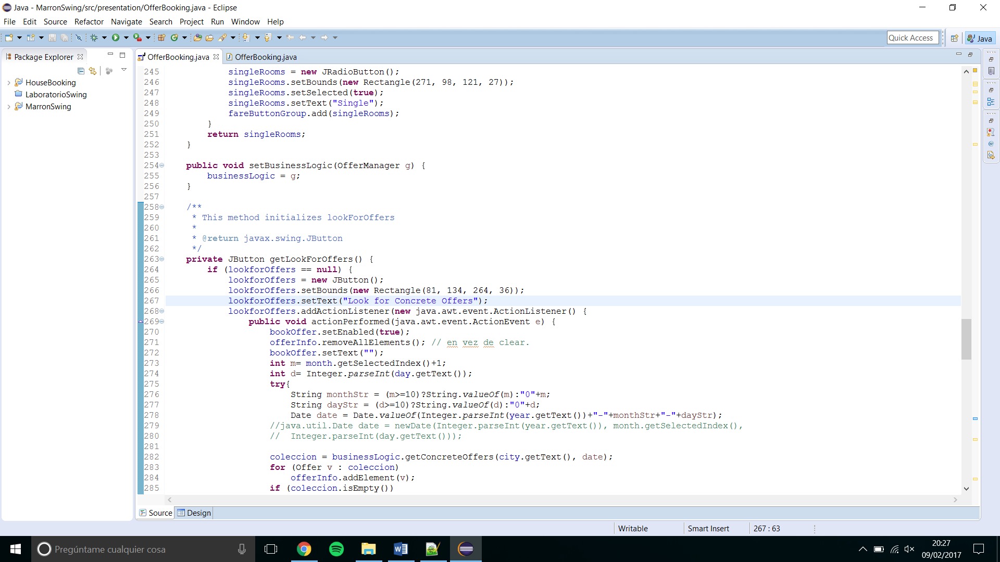 Java - MarronSwing/src/presentation/OfferBooking.java - Eclipse
File Edit Source Refactor Navigate Search Project Run Window Help
Quick Access
Java
Package Explorer
HouseBooking
LaboratorioSwing
MarronSwing
OfferBooking.java
OfferBooking.java
245 singleRooms = new JRadioButton();
246 singleRooms.setBounds(new Rectangle(271, 98, 121, 27));
247 singleRooms.setSelected(true);
248 singleRooms.setText("Single");
249 fareButtonGroup.add(singleRooms);
250 }
251 return singleRooms;
252 }
253
254 public void setBusinessLogic(OfferManager g) {
255 businessLogic = g;
256 }
257
258 /**
259 * This method initializes lookForOffers
260 *
261 * @return javax.swing.JButton
262 */
263 private JButton getLookForOffers() {
264 if (lookforOffers == null) {
265 lookforOffers = new JButton();
266 lookforOffers.setBounds(new Rectangle(81, 134, 264, 36));
267 lookforOffers.setText("Look for Concrete Offers");
268 lookforOffers.addActionListener(new java.awt.event.ActionListener() {
269 public void actionPerformed(java.awt.event.ActionEvent e) {
270 bookOffer.setEnabled(true);
271 offerInfo.removeAllElements(); // en vez de clear.
272 bookOffer.setText("");
273 int m= month.getSelectedIndex()+1;
274 int d= Integer.parseInt(day.getText());
275 try{
276 String monthStr = (m>=10)?String.valueOf(m):"0"+m;
277 String dayStr = (d>=10)?String.valueOf(d):"0"+d;
278 Date date = Date.valueOf(Integer.parseInt(year.getText())+"-"+monthStr+"-"+dayStr);
279 //java.util.Date date = newDate(Integer.parseInt(year.getText()), month.getSelectedIndex(),
280 // Integer.parseInt(day.getText()));
281
282 coleccion = businessLogic.getConcreteOffers(city.getText(), date);
283 for (Offer v : coleccion)
284 offerInfo.addElement(v);
285 if (coleccion.isEmpty())
Source Design
Writable Smart Insert 267 : 63
Pregúntame cualquier cosa
20:27
09/02/2017